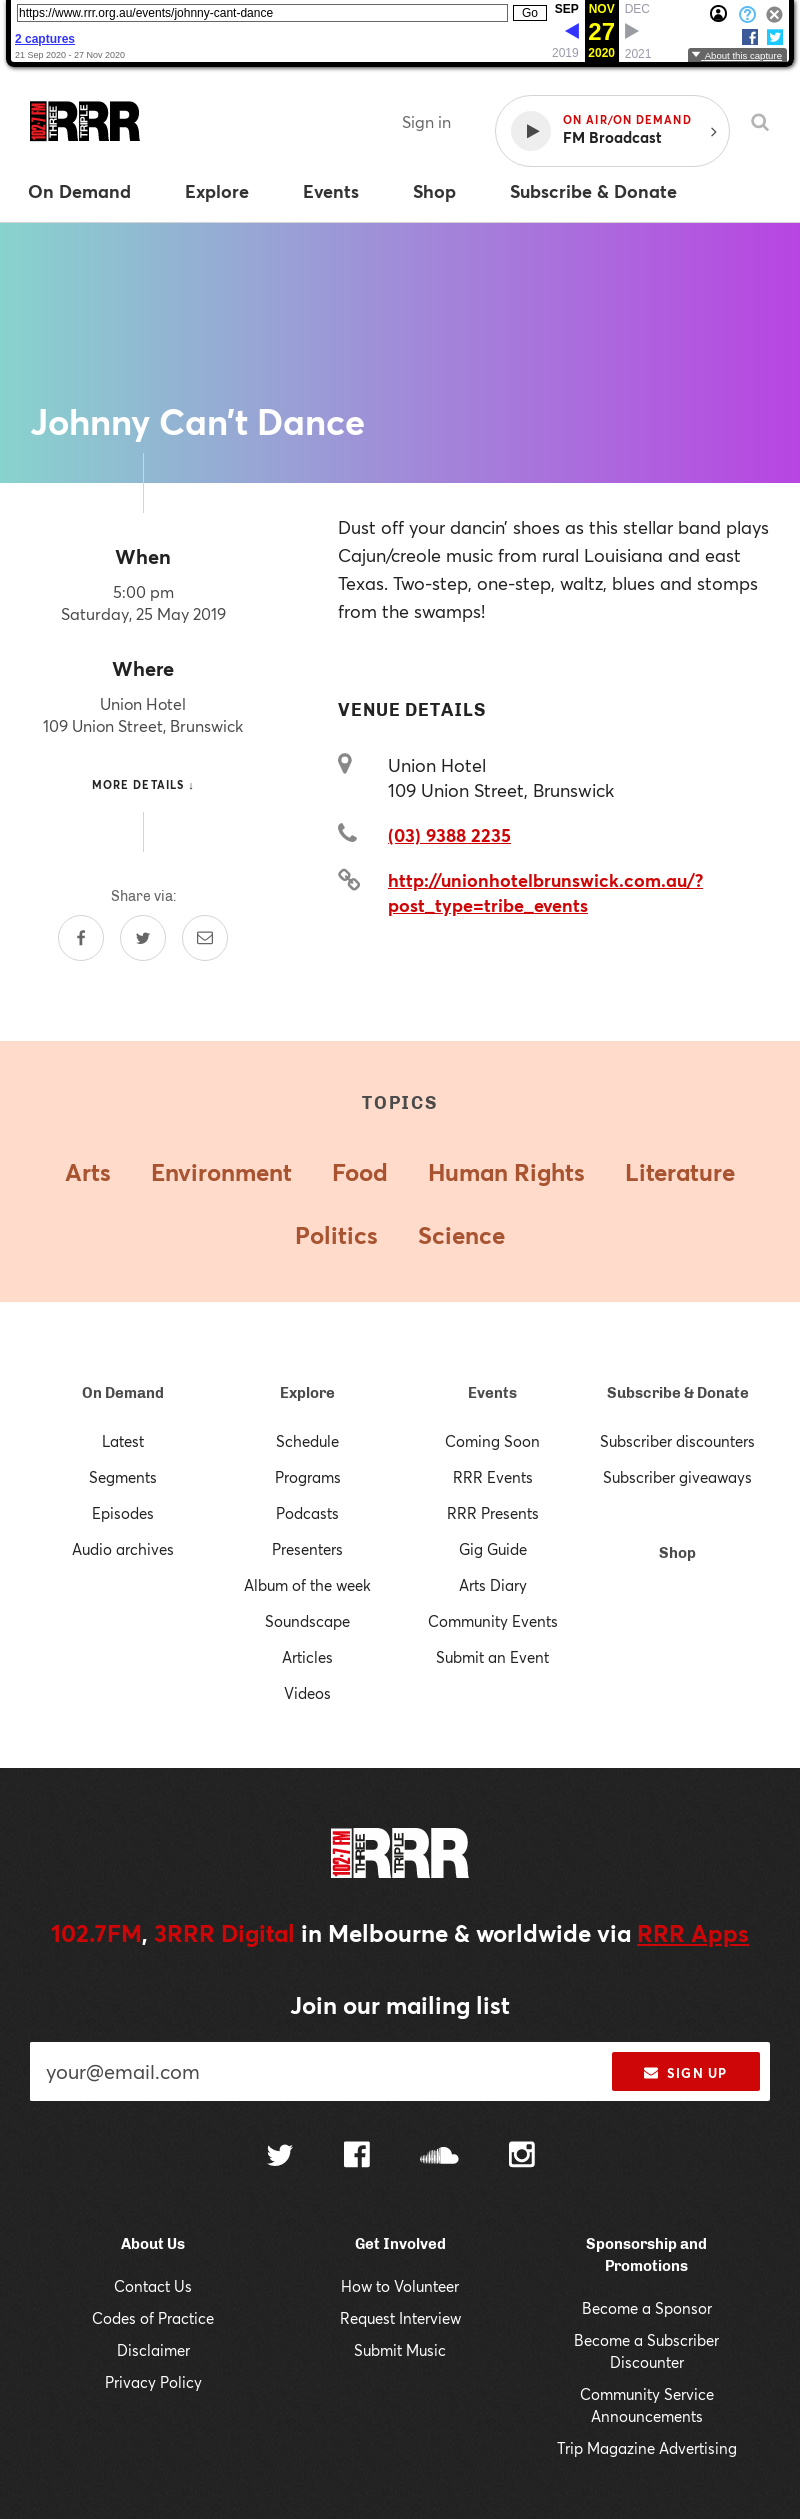 https://www.rrr.org.au/events/johnny-cant-dance Go SEP NOV DEC
2 captures 27
21 Sep 2020 - 27 Nov 2020 2019 2020 2021 About this capture
102·7 FM THREE TRIPLE RRR
Sign in
ON AIR/ON DEMAND
FM Broadcast
On Demand Explore Events Shop Subscribe & Donate
Johnny Can't Dance
When
5:00 pm
Saturday, 25 May 2019
Where
Union Hotel
109 Union Street, Brunswick
MORE DETAILS ↓
Share via:
Dust off your dancin’ shoes as this stellar band plays
Cajun/creole music from rural Louisiana and east
Texas. Two-step, one-step, waltz, blues and stomps
from the swamps!
VENUE DETAILS
Union Hotel
109 Union Street, Brunswick
(03) 9388 2235
http://unionhotelbrunswick.com.au/?
post_type=tribe_events
TOPICS
Arts Environment Food Human Rights Literature
Politics Science
On Demand
Latest
Segments
Episodes
Audio archives
Explore
Schedule
Programs
Podcasts
Presenters
Album of the week
Soundscape
Articles
Videos
Events
Coming Soon
RRR Events
RRR Presents
Gig Guide
Arts Diary
Community Events
Submit an Event
Subscribe & Donate
Subscriber discounters
Subscriber giveaways
Shop
102·7 FM THREE TRIPLE RRR
102.7FM, 3RRR Digital in Melbourne & worldwide via RRR Apps
Join our mailing list
your@email.com SIGN UP
About Us
Contact Us
Codes of Practice
Disclaimer
Privacy Policy
Get Involved
How to Volunteer
Request Interview
Submit Music
Sponsorship and
Promotions
Become a Sponsor
Become a Subscriber
Discounter
Community Service
Announcements
Trip Magazine Advertising